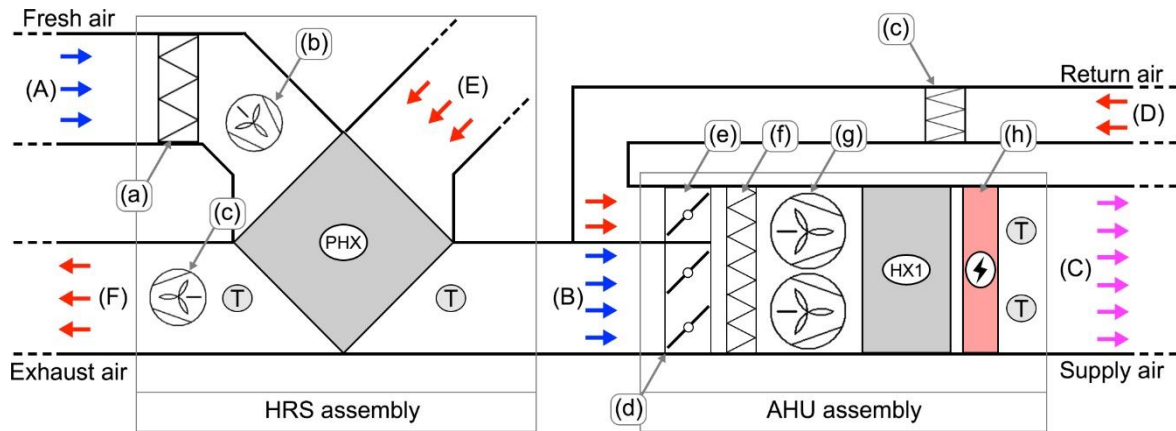 Fresh air
(b)
(c)
(A)
(E)
Return air
(D)
(a)
(e)
(f)
(g)
(h)
(c)
PHX
T
HX1
T
(F)
T
T
(B)
(C)
Exhaust air
Supply air
(d)
HRS assembly
AHU assembly